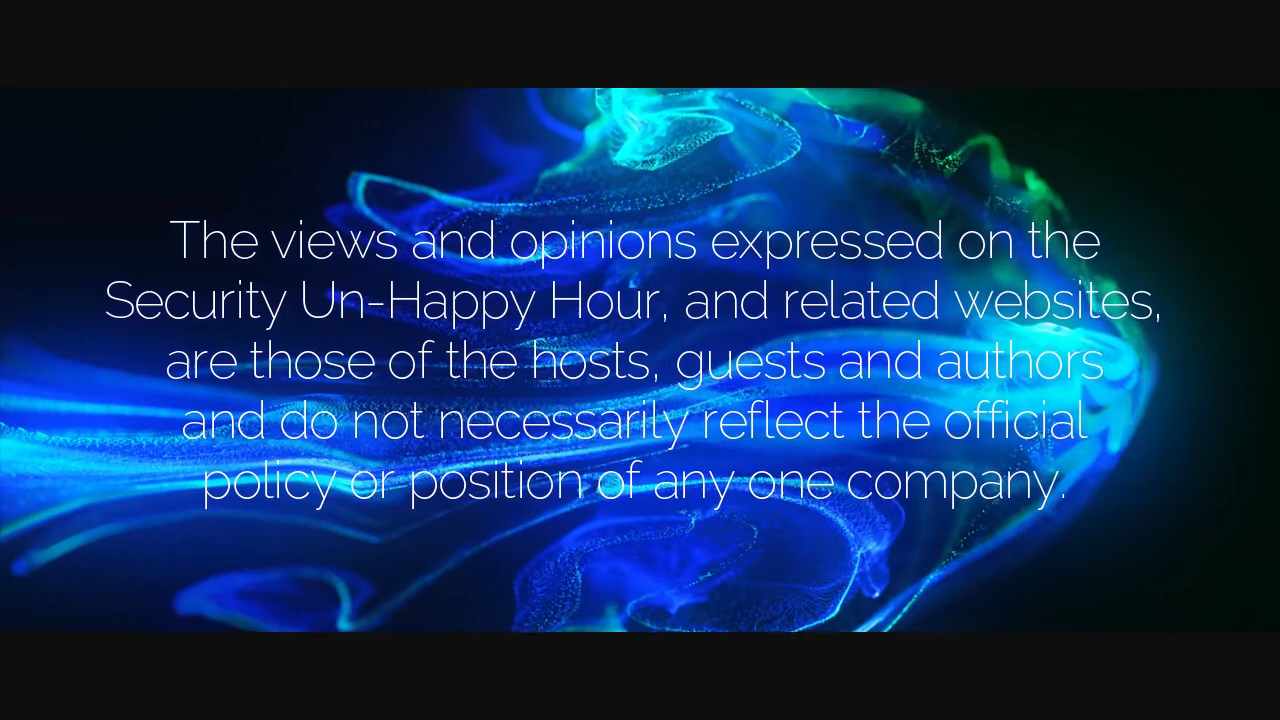 The views and opinions expressed on the
Security Un-Happy Hour, and related websites,
are those of the hosts, guests and authors
and do not necessarily reflect the official
policy or position of any one company.